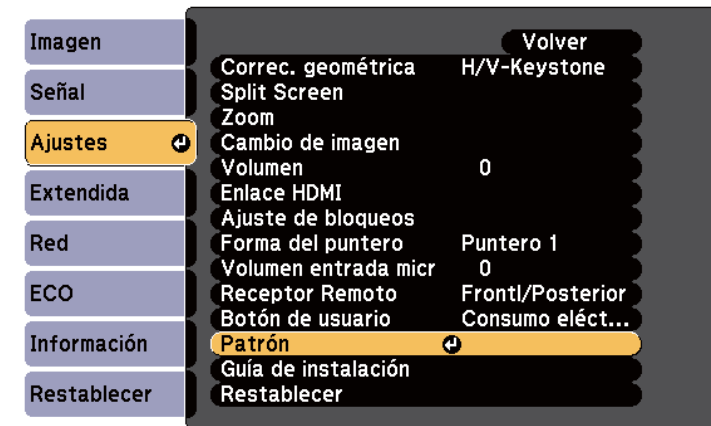 Imagen
Señal
Ajustes
Extendida
Red
ECO
Información
Restablecer
Volver
Correc. geométrica H/V-Keystone
Split Screen
Zoom
Cambio de imagen
Volumen 0
Enlace HDMI
Ajuste de bloqueos
Forma del puntero Puntero 1
Volumen entrada micr 0
Receptor Remoto Frontl/Posterior
Botón de usuario Consumo eléct...
Patrón
Guía de instalación
Restablecer